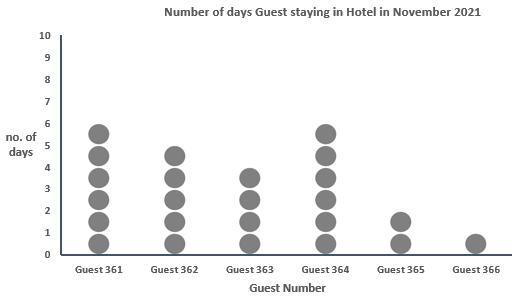 Number of days Guest staying in Hotel in November 2021
10
9
8
7
6
5
4
3
2
1
0
no. of
days
Guest 361 Guest 362 Guest 363 Guest 364 Guest 365 Guest 366
Guest Number